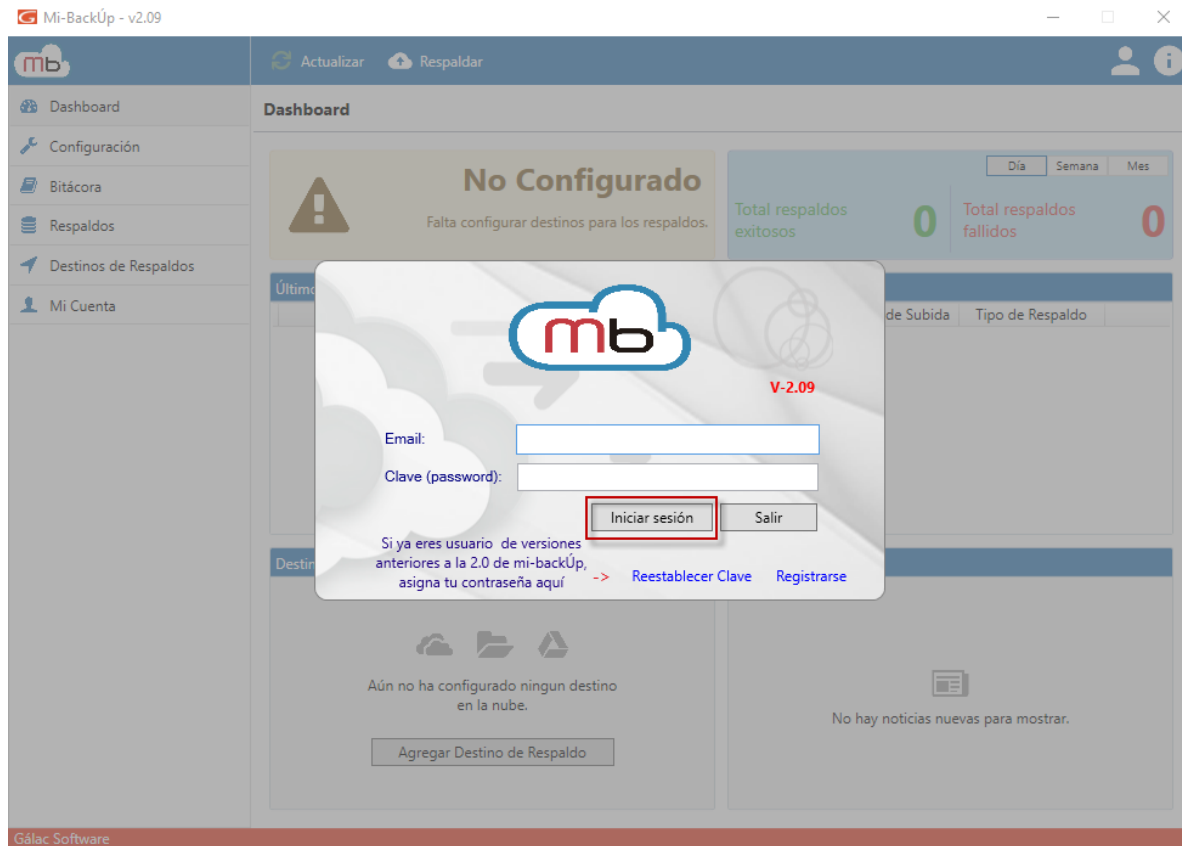 Mi-BackÚp - v2.09
mb
Actualizar
Respaldar
Dashboard
Configuración
Bitácora
Respaldos
Destinos de Respaldos
Mi Cuenta
Dashboard
No Configurado
Falta configurar destinos para los respaldos.
Día
Semana
Mes
Total respaldos
exitosos
0
Total respaldos
fallidos
0
de Subida
Tipo de Respaldo
mb
V-2.09
Email:
Clave (password):
Iniciar sesión
Salir
Si ya eres usuario de versiones
anteriores a la 2.0 de mi-backÚp,
asigna tu contraseña aquí
->
Reestablecer Clave
Registrarse
Aún no ha configurado ningun destino
en la nube.
Agregar Destino de Respaldo
No hay noticias nuevas para mostrar.
Gálac Software